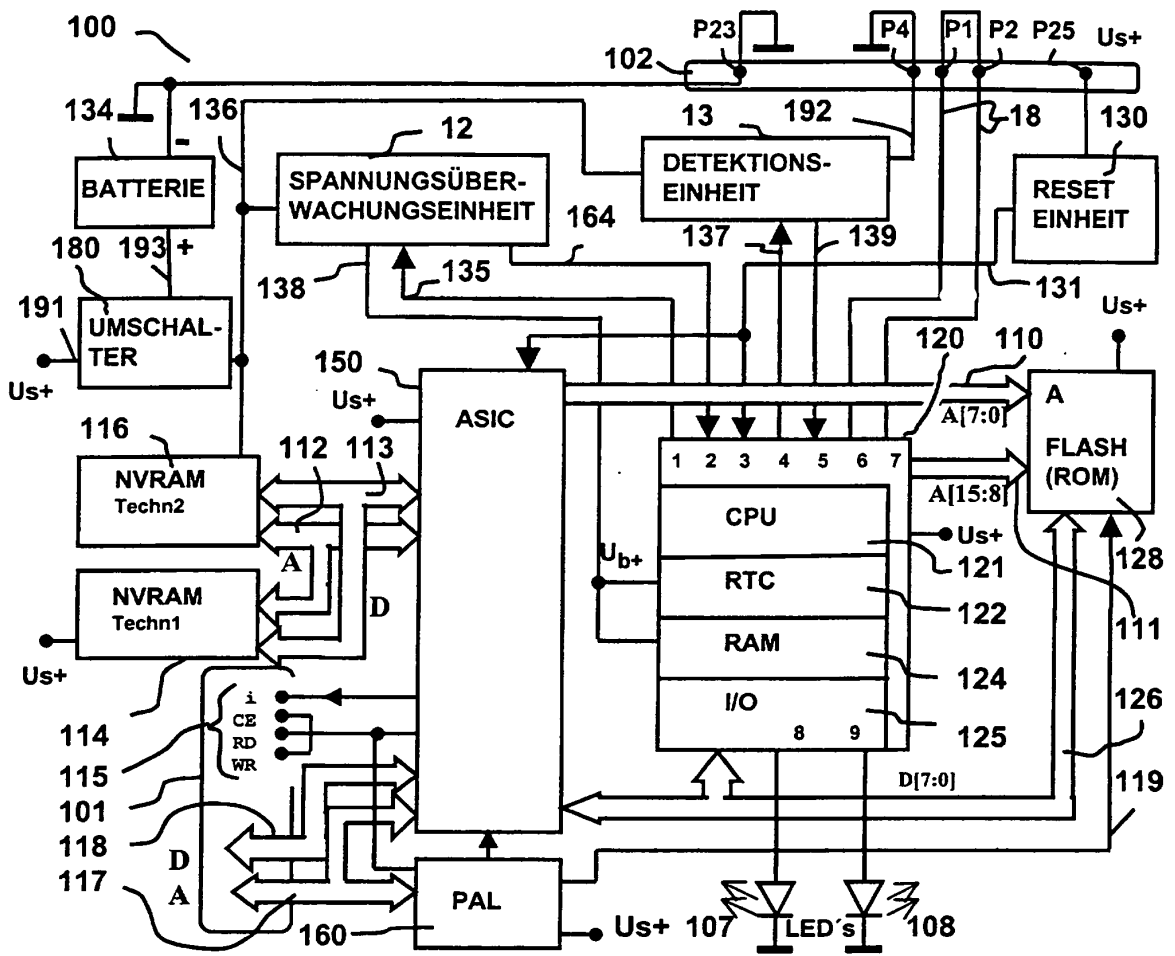 100
P23
P4
P1
P2
P25
Us+
102
134
136
12
13
192
18
130
-
BATTERIE
SPANNUNGSÜBER-
WACHUNGSEINHEIT
DETEKTIONS-
EINHEIT
RESET
EINHEIT
193
+
180
164
137
139
138
135
131
191
UMSCHAL-
TER
Us+
Us+
150
120
110
Us+
ASIC
A
A[7:0]
116
112
113
FLASH
(ROM)
NVRAM
Techn2
1
2
3
4
5
6
7
A[15:8]
CPU
Us+
128
A
Ub+
121
NVRAM
Techn1
D
RTC
122
111
Us+
RAM
124
126
114
i
CE
RD
WR
I/O
125
115
8
9
101
D[7:0]
119
118
D
117
A
PAL
160
Us+
107
LED´s
108